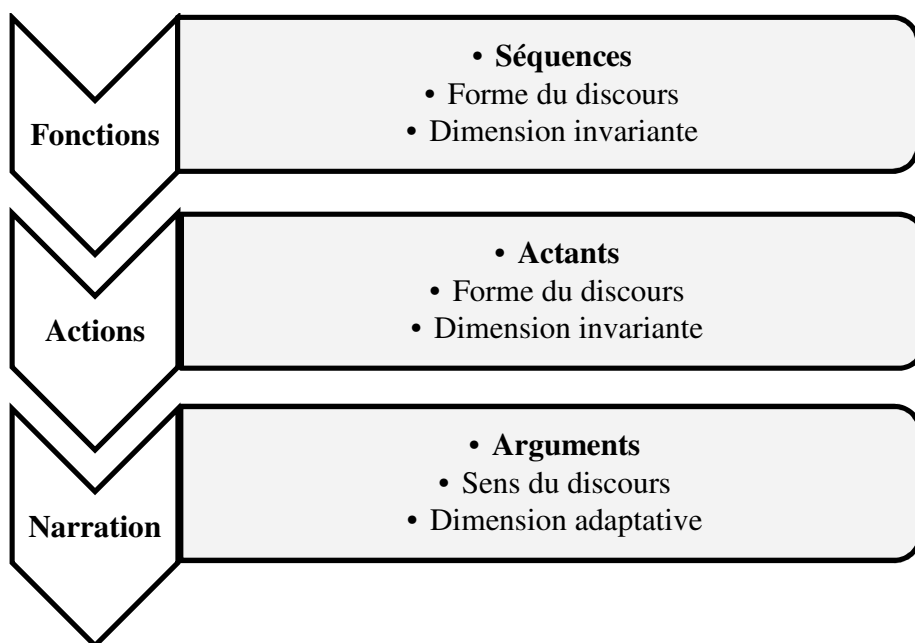 Fonctions
• Séquences
• Forme du discours
• Dimension invariante
Actions
• Actants
• Forme du discours
• Dimension invariante
Narration
• Arguments
• Sens du discours
• Dimension adaptative